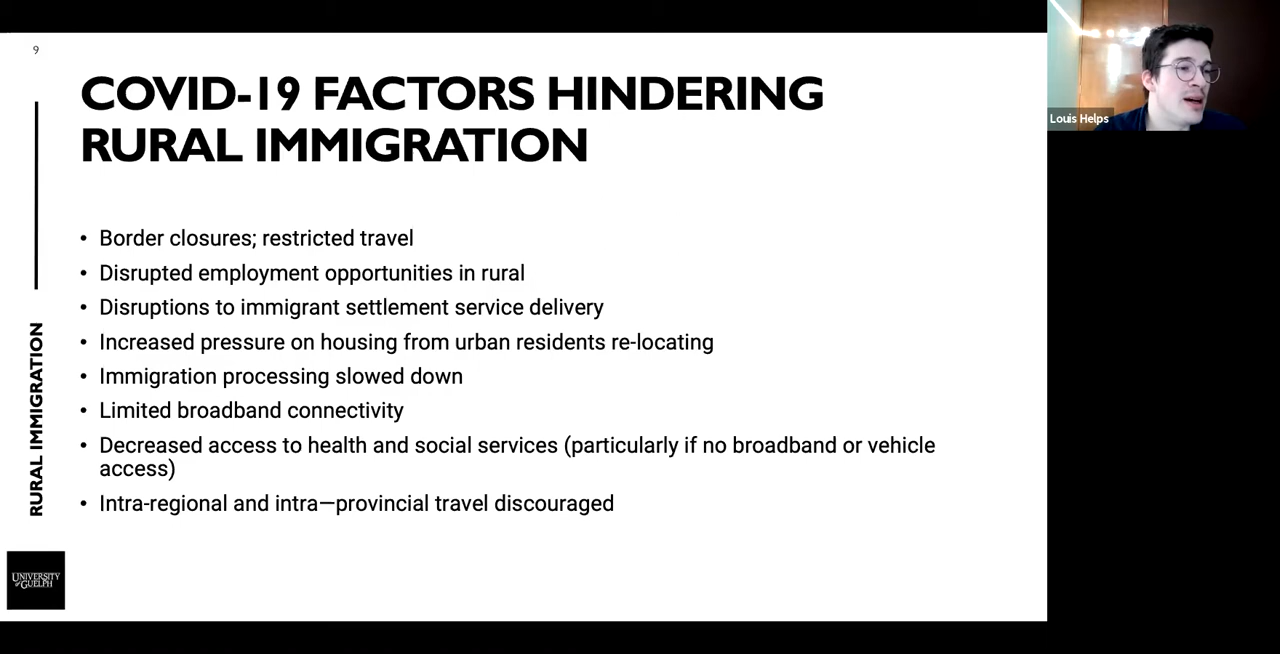 9
COVID-19 FACTORS HINDERING
RURAL IMMIGRATION
• Border closures; restricted travel
• Disrupted employment opportunities in rural
• Disruptions to immigrant settlement service delivery
• Increased pressure on housing from urban residents re-locating
• Immigration processing slowed down
• Limited broadband connectivity
• Decreased access to health and social services (particularly if no broadband or vehicle
access)
• Intra-regional and intra—provincial travel discouraged
RURAL IMMIGRATION
UNIVERSITY
OF GUELPH
Louis Helps